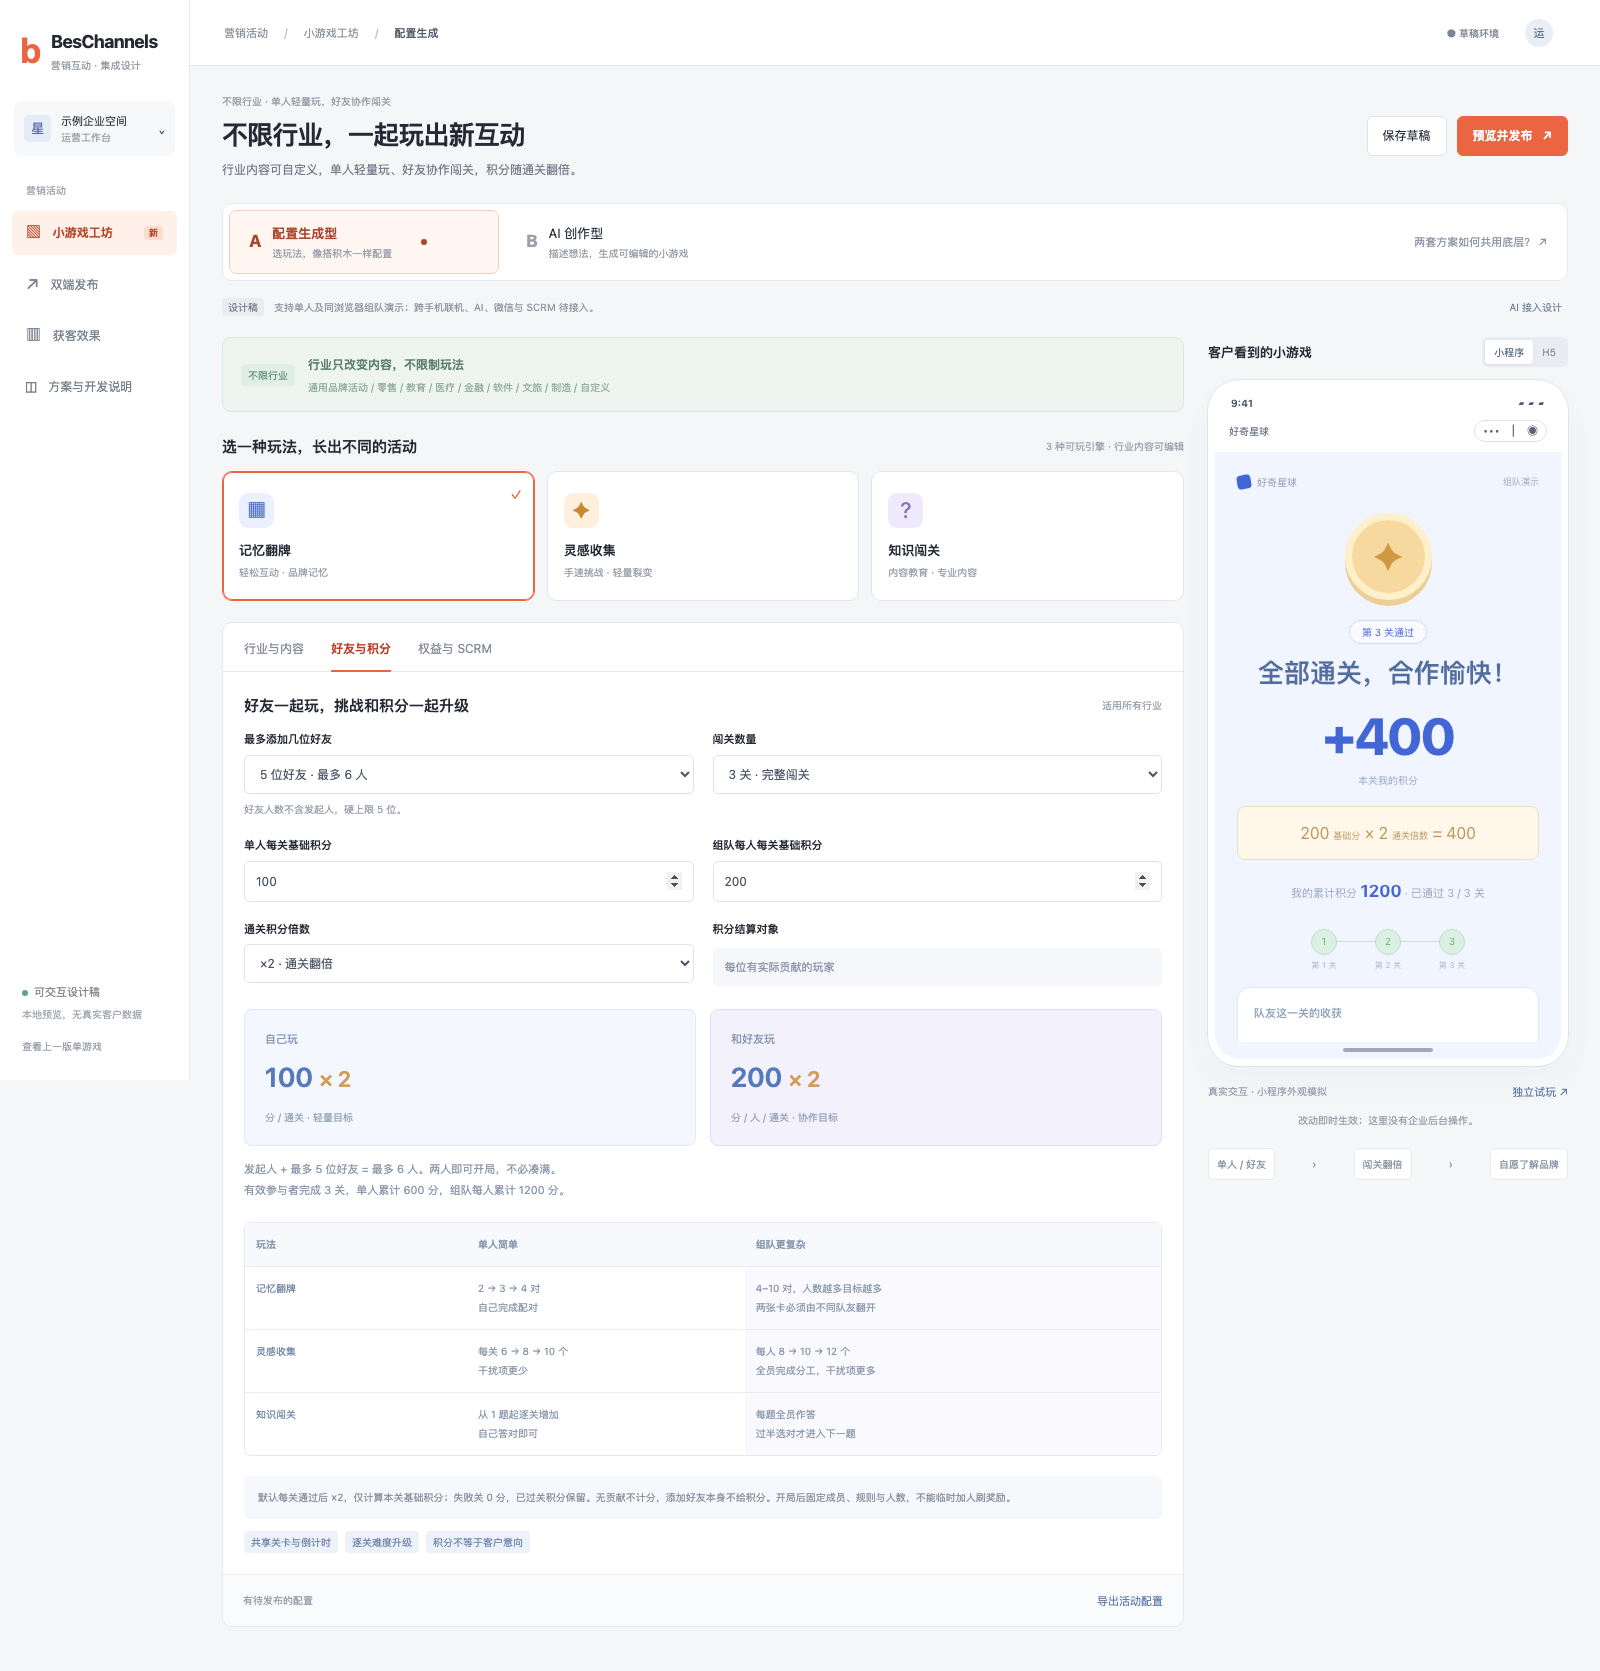 b BesChannels
营销互动 · 集成设计
星 示例企业空间
运营工作台
营销活动
小游戏工坊 新
双端发布
获客效果
方案与开发说明
可交互设计稿
本地预览，无真实客户数据
查看上一版单游戏
营销活动 / 小游戏工坊 / 配置生成
草稿环境 运
不限行业 · 单人轻量玩，好友协作闯关
不限行业，一起玩出新互动
行业内容可自定义，单人轻量玩、好友协作闯关，积分随通关翻倍。
保存草稿 预览并发布 ↗
A 配置生成型
选玩法，像搭积木一样配置
B AI 创作型
描述想法，生成可编辑的小游戏
两套方案如何共用底层？ ↗
设计稿 支持单人及同浏览器组队演示；跨手机联机、AI、微信与 SCRM 待接入。
AI 接入设计
不限行业 行业只改变内容，不限制玩法
通用品牌活动 / 零售 / 教育 / 医疗 / 金融 / 软件 / 文旅 / 制造 / 自定义
选一种玩法，长出不同的活动
3 种可玩引擎 · 行业内容可编辑
✓
记忆翻牌
轻松互动 · 品牌记忆
灵感收集
手速挑战 · 轻量裂变
?
知识闯关
内容教育 · 专业内容
行业与内容 好友与积分 权益与 SCRM
好友一起玩，挑战和积分一起升级
适用所有行业
最多添加几位好友
5 位好友 · 最多 6 人
好友人数不含发起人，硬上限 5 位。
闯关数量
3 关 · 完整闯关
单人每关基础积分
100
组队每人每关基础积分
200
通关积分倍数
×2 · 通关翻倍
积分结算对象
每位有实际贡献的玩家
自己玩
100 × 2
分 / 通关 · 轻量目标
和好友玩
200 × 2
分 / 人 / 通关 · 协作目标
发起人 + 最多 5 位好友 = 最多 6 人。两人即可开局，不必凑满。
有效参与者完成 3 关，单人累计 600 分，组队每人累计 1200 分。
玩法 单人简单 组队更复杂
记忆翻牌 2 → 3 → 4 对 4–10 对，人数越多目标越多
自己完成配对 两张卡必须由不同队友翻开
灵感收集 每关 6 → 8 → 10 个 每人 8 → 10 → 12 个
干扰项更少 全员完成分工，干扰项更多
知识闯关 从 1 题起逐关增加 每题全员作答
自己答对即可 过半选对才进入下一题
默认每关通过后 ×2，仅计算本关基础积分；失败关 0 分，已过关积分保留。无贡献不计分，添加好友本身不给积分。开局后固定成员、规则与人数，不能临时加人刷奖励。
共享关卡与倒计时 逐关难度升级 积分不等于客户意向
有待发布的配置
导出活动配置
客户看到的小游戏
小程序 H5
9:41
好奇星球
好奇星球 组队演示
第 3 关通过
全部通关，合作愉快！
+400
本关我的积分
200 基础分 × 2 通关倍数 = 400
我的累计积分 1200 · 已通过 3 / 3 关
1 2 3
第 1 关 第 2 关 第 3 关
队友这一关的收获
真实交互 · 小程序外观模拟
独立试玩 ↗
改动即时生效；这里没有企业后台操作。
单人 / 好友 › 闯关翻倍 › 自愿了解品牌